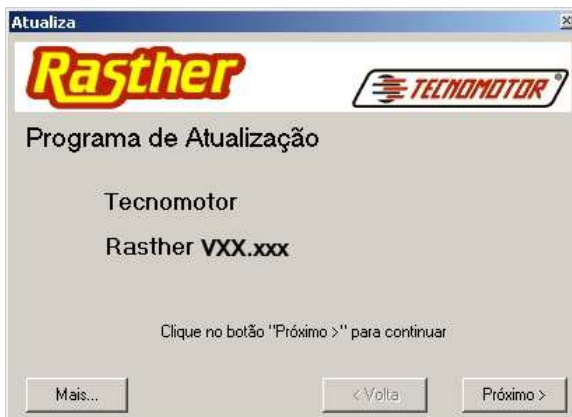 Atualiza
Rasther
TECNOMOTOR®
Programa de Atualização
Tecnomotor
Rasther VXX.xxx
Clique no botão "Próximo >" para continuar
Mais...
< Volta
Próximo >